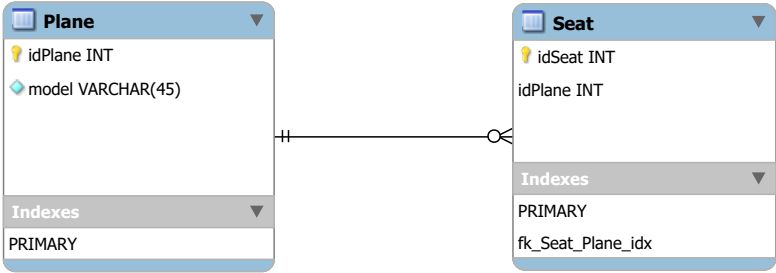 Plane
idPlane INT
model VARCHAR(45)
Indexes
PRIMARY
Seat
idSeat INT
idPlane INT
Indexes
PRIMARY
fk_Seat_Plane_idx